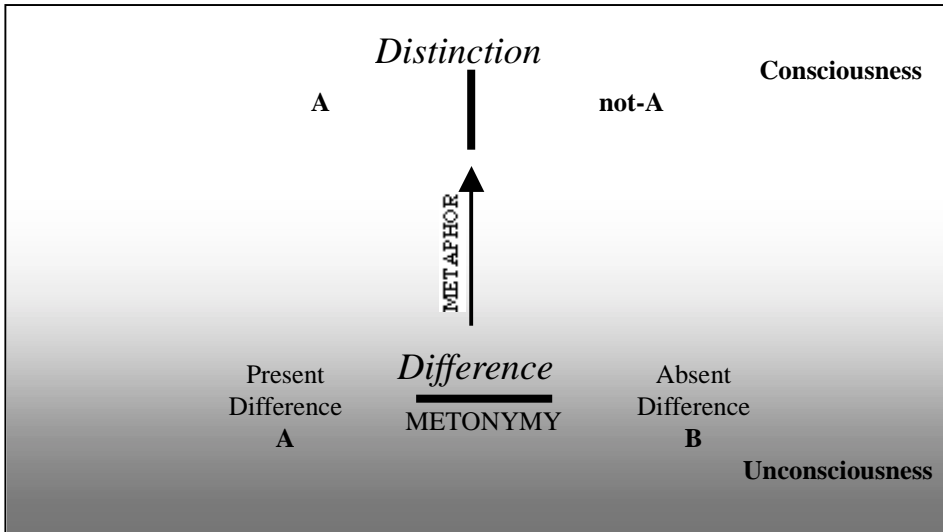 Distinction
Consciousness
A
not-A
METAPHOR
Difference
Present
Difference
A
METONYMY
Absent
Difference
B
Unconsciousness